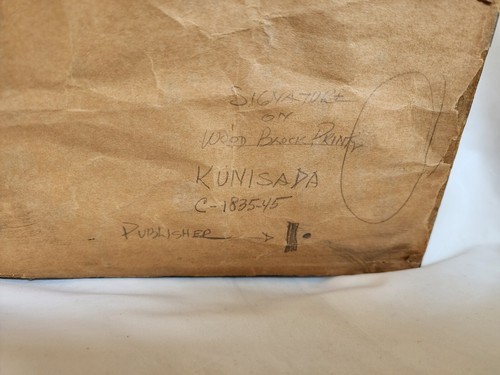 SIGNATURE
ON
WOOD BLOCK PRINT
KUNISADA
C-1835-45
PUBLISHER